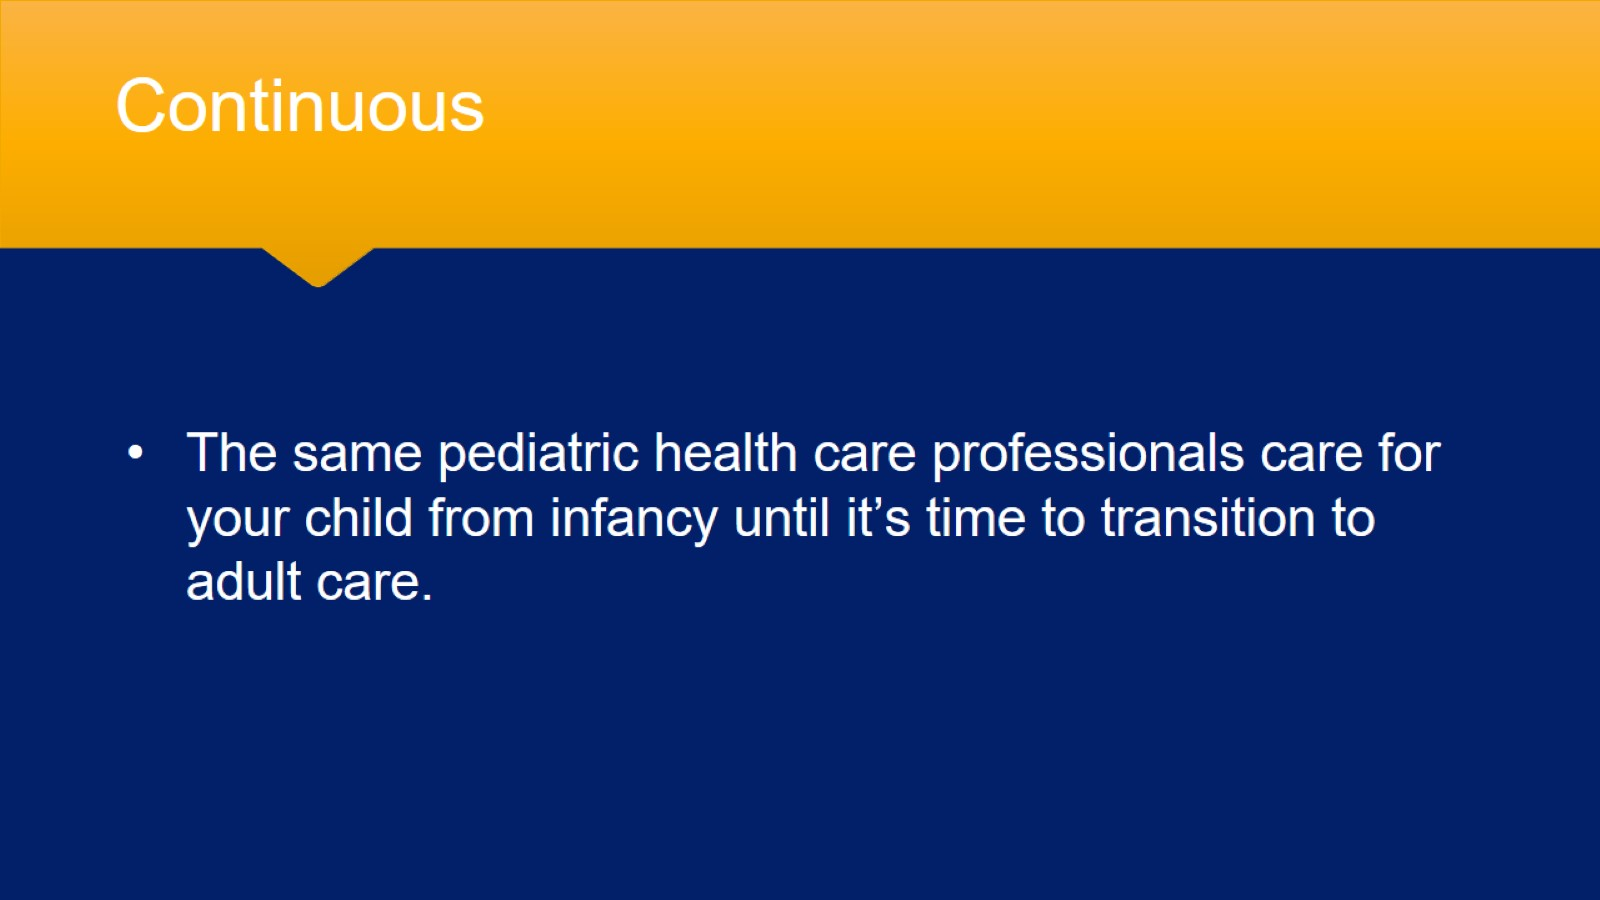 Continuous
• The same pediatric health care professionals care for
your child from infancy until it’s time to transition to
adult care.